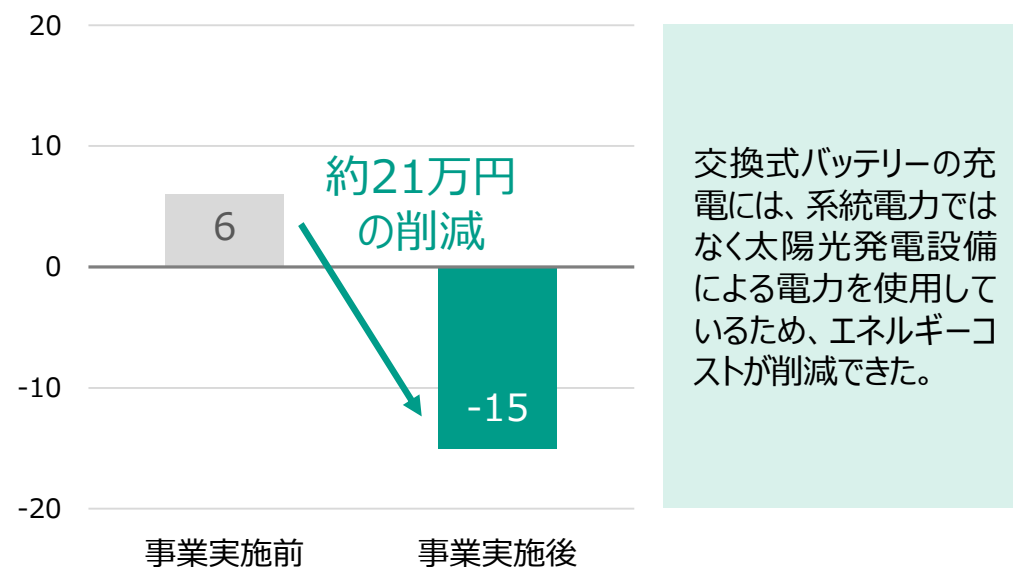 20
10
0
-10
-20
6
約21万円
の削減
-15
事業実施前
事業実施後
交換式バッテリーの充
電には、系統電力では
なく太陽光発電設備
による電力を使用して
いるため、エネルギーコ
ストが削減できた。